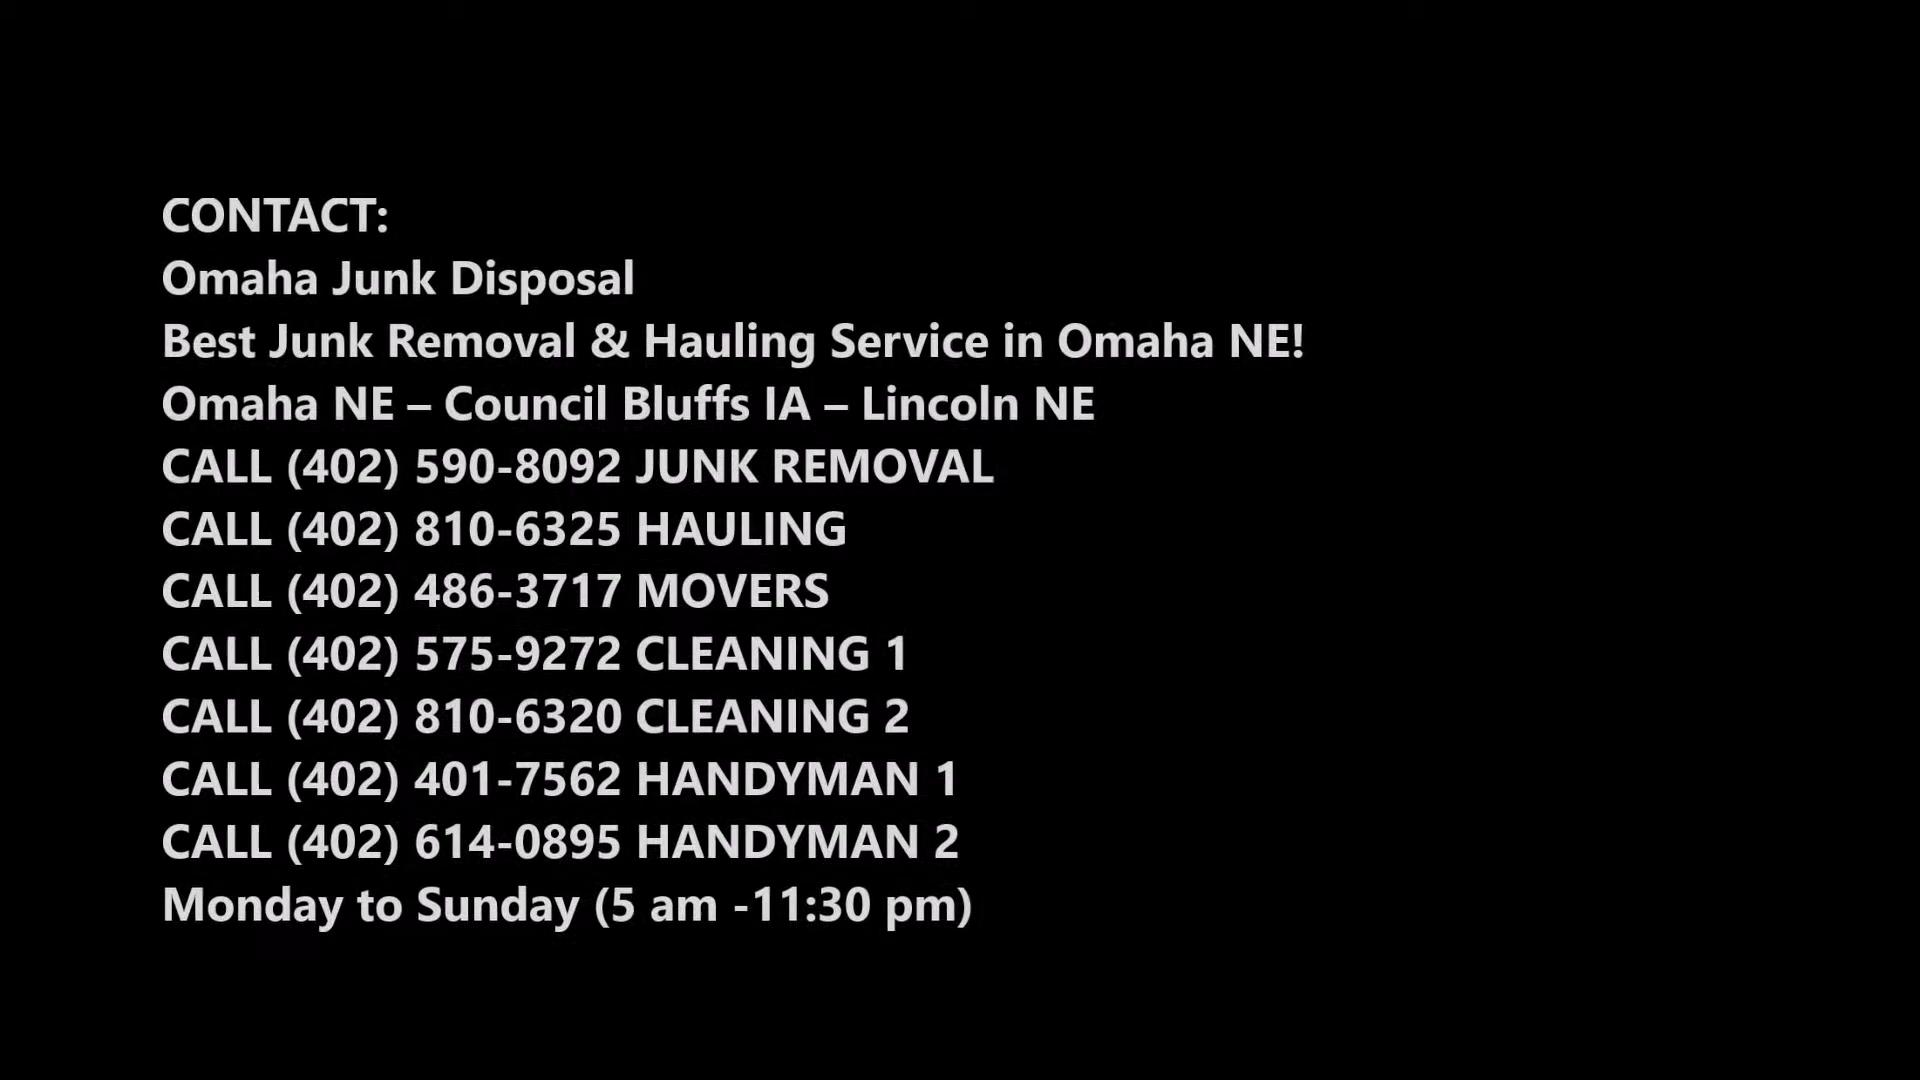 CONTACT:
Omaha Junk Disposal
Best Junk Removal & Hauling Service in Omaha NE!
Omaha NE – Council Bluffs IA – Lincoln NE
CALL (402) 590-8092 JUNK REMOVAL
CALL (402) 810-6325 HAULING
CALL (402) 486-3717 MOVERS
CALL (402) 575-9272 CLEANING 1
CALL (402) 810-6320 CLEANING 2
CALL (402) 401-7562 HANDYMAN 1
CALL (402) 614-0895 HANDYMAN 2
Monday to Sunday (5 am -11:30 pm)